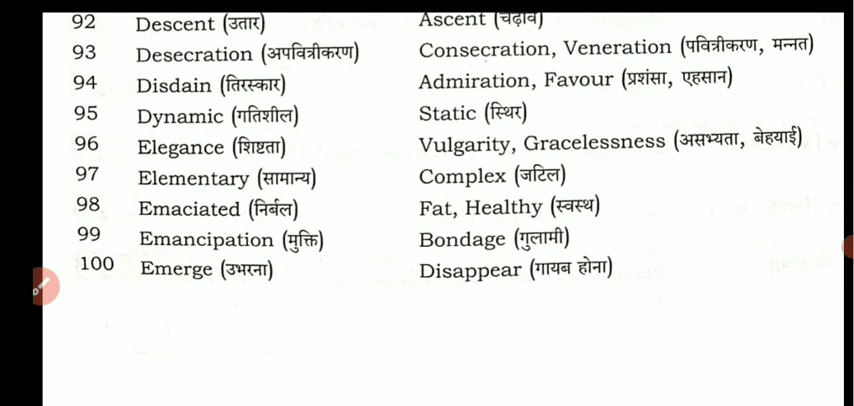 92 Descent (उतार) Ascent (चढ़ाव)
93 Desecration (अपवित्रीकरण) Consecration, Veneration (पवित्रीकरण, मन्नत)
94 Disdain (तिरस्कार) Admiration, Favour (प्रशंसा, एहसान)
95 Dynamic (गतिशील) Static (स्थिर)
96 Elegance (शिष्टता) Vulgarity, Gracelessness (असभ्यता, बेहयाई)
97 Elementary (सामान्य) Complex (जटिल)
98 Emaciated (निर्बल) Fat, Healthy (स्वस्थ)
99 Emancipation (मुक्ति) Bondage (गुलामी)
100 Emerge (उभरना) Disappear (गायब होना)